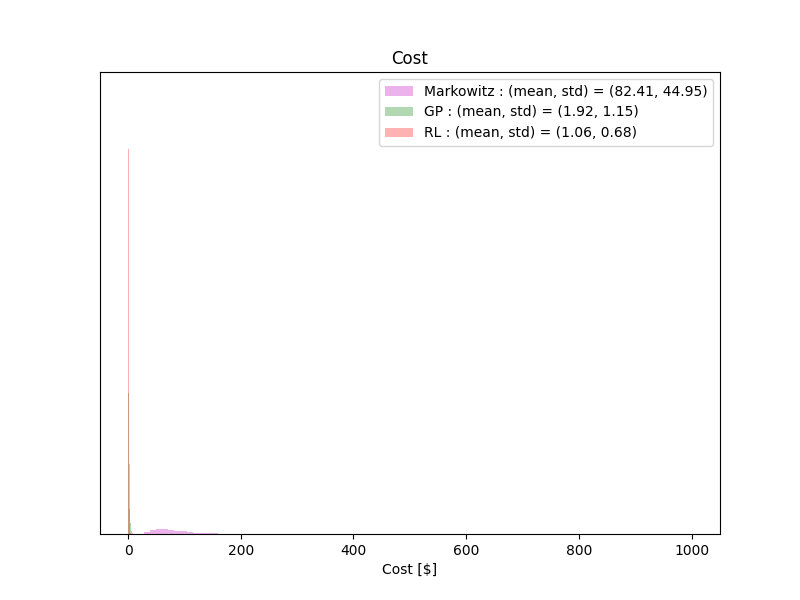 Cost
Markowitz : (mean, std) = (82.41, 44.95)
GP : (mean, std) = (1.92, 1.15)
RL : (mean, std) = (1.06, 0.68)
0 200 400 600 800 1000
Cost [$]